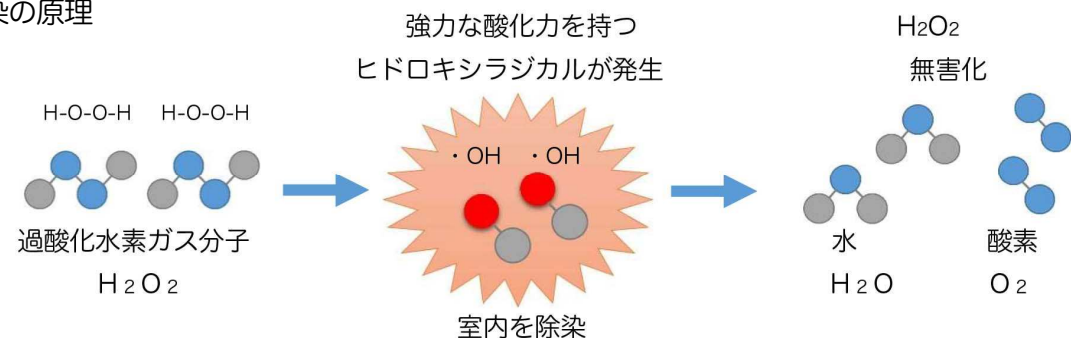 染の原理
H-O-O-H H-O-O-H
過酸化水素ガス分子
H2O2
強力な酸化力を持つ
ヒドロキシラジカルが発生
・OH ・OH
室内を除染
H2O2
無害化
水 酸素
H2O O2